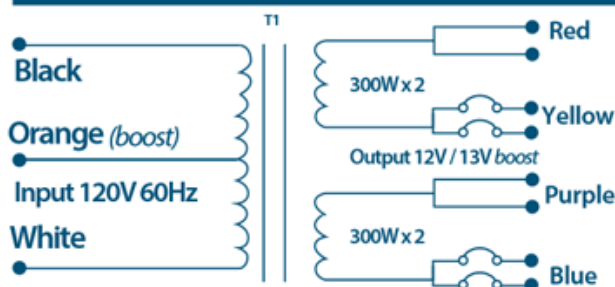 T1
Red
Black
300W x 2
Orange (boost)
Yellow
Output 12V / 13V boost
Input 120V 60Hz
Purple
White
300W x 2
Blue